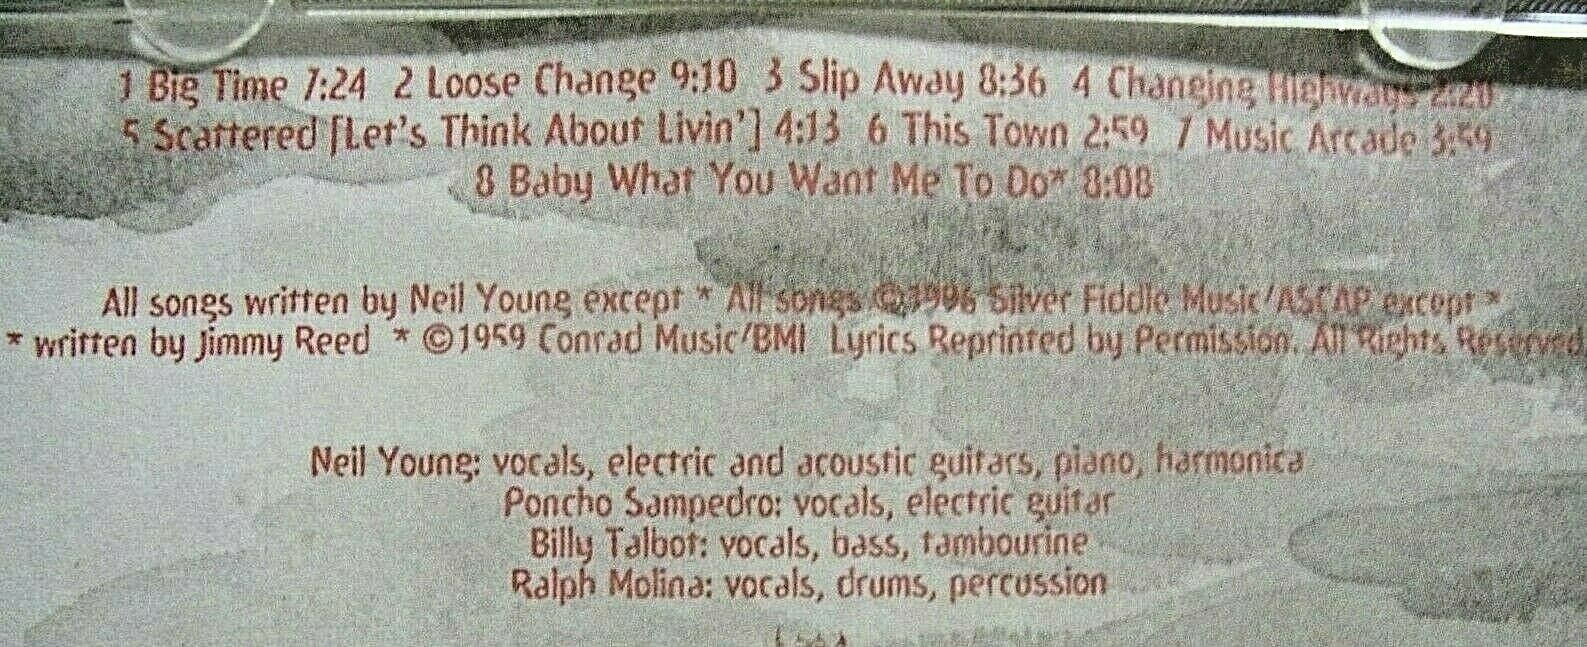 1 Big Time 7:24 2 Loose Change 9:10 3 Slip Away 8:36 4 Changing Highways 2:20
5 Scattered [Let's Think About Livin'] 4:13 6 This Town 2:59 7 Music Arcade 3:59
8 Baby What You Want Me To Do* 8:08
All songs written by Neil Young except * All songs ©1996 Silver Fiddle Music/ASCAP except *
* written by Jimmy Reed * ©1959 Conrad Music/BMI Lyrics Reprinted by Permission. All Rights Reserved
Neil Young: vocals, electric and acoustic guitars, piano, harmonica
Poncho Sampedro: vocals, electric guitar
Billy Talbot: vocals, bass, tambourine
Ralph Molina: vocals, drums, percussion